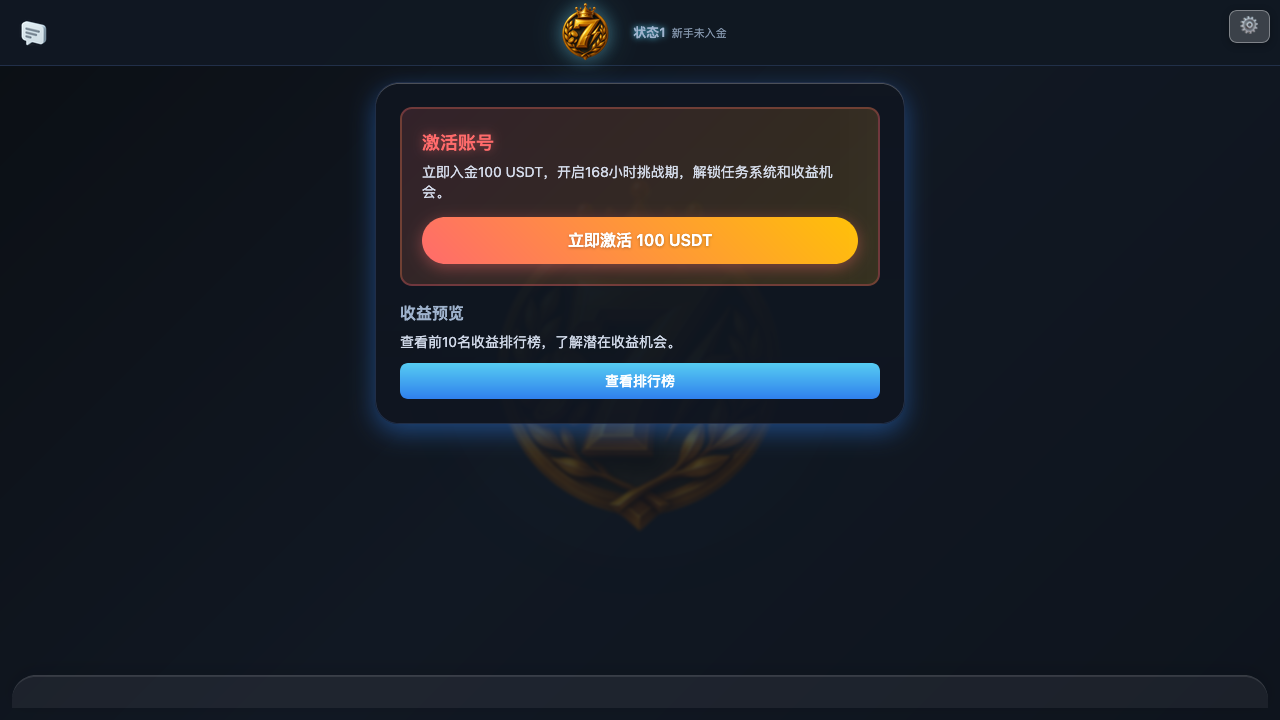 7
状态1 新手未入金
激活账号
立即入金100 USDT，开启168小时挑战期，解锁任务系统和收益机
会。
立即激活 100 USDT
收益预览
查看前10名收益排行榜，了解潜在收益机会。
查看排行榜